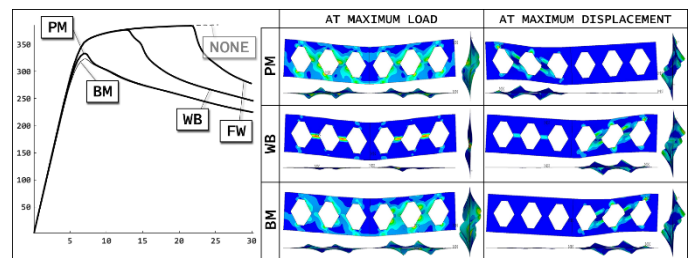 AT MAXIMUM LOAD
AT MAXIMUM DISPLACEMENT
PM
NONE
BM
WB
FW
350
300
250
200
150
100
50
5
10
15
20
25
30
PM
WB
BM